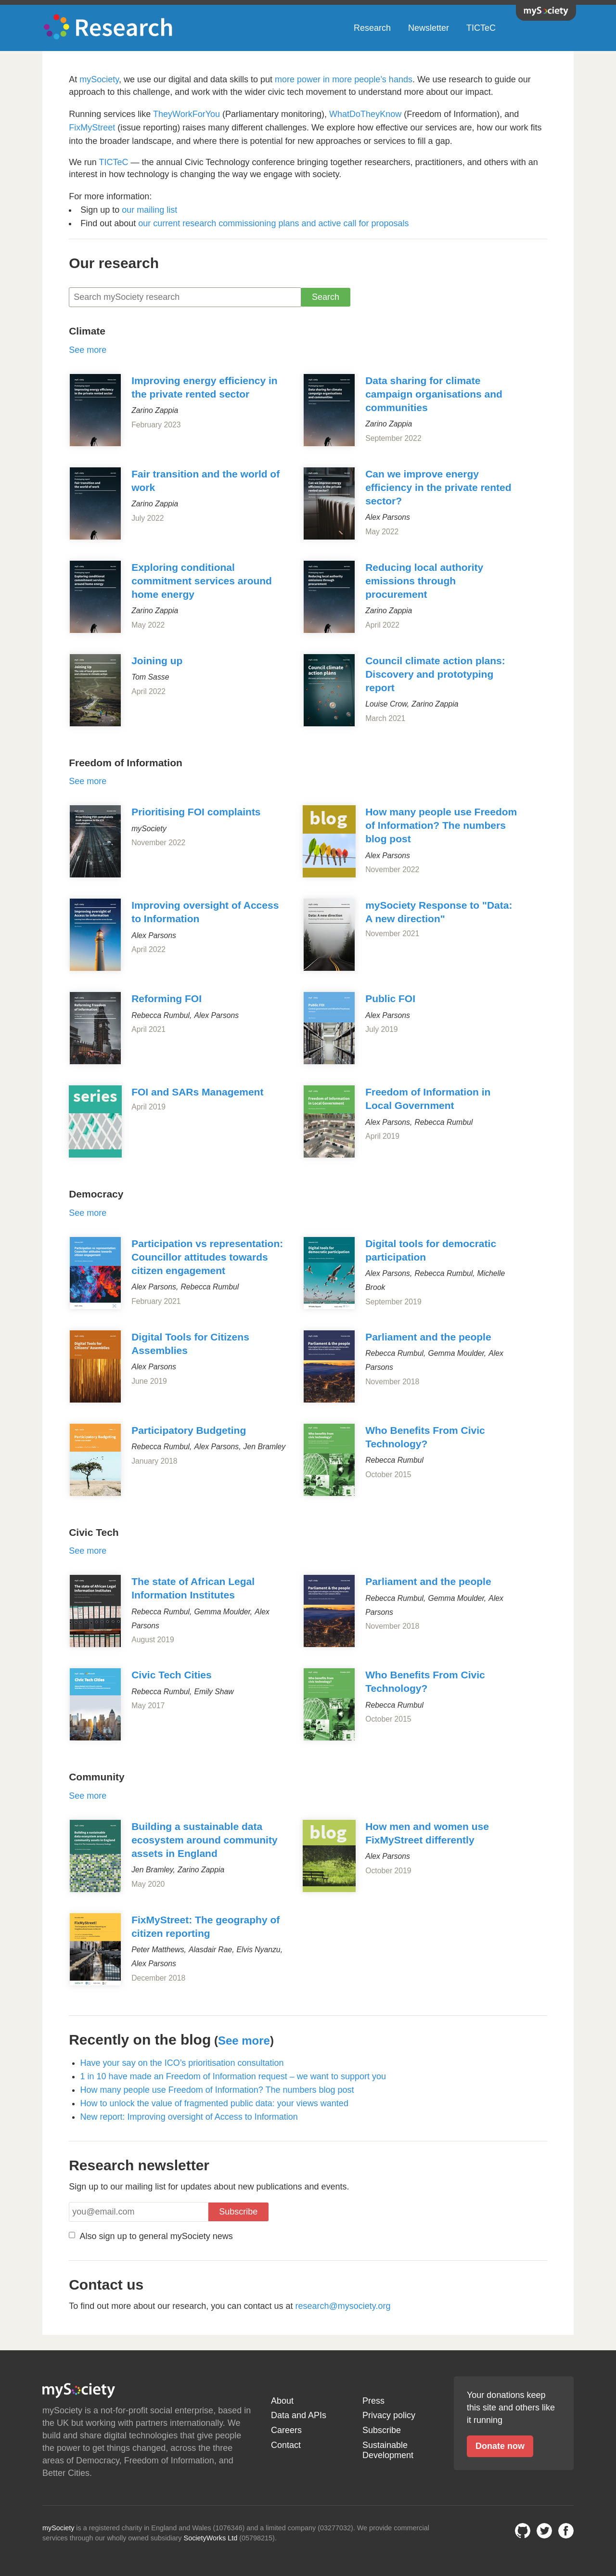 mySociety
Research
Research Newsletter TICTeC
At mySociety, we use our digital and data skills to put more power in more people's hands. We use research to guide our
approach to this challenge, and work with the wider civic tech movement to understand more about our impact.
Running services like TheyWorkForYou (Parliamentary monitoring), WhatDoTheyKnow (Freedom of Information), and
FixMyStreet (issue reporting) raises many different challenges. We explore how effective our services are, how our work fits
into the broader landscape, and where there is potential for new approaches or services to fill a gap.
We run TICTeC — the annual Civic Technology conference bringing together researchers, practitioners, and others with an
interest in how technology is changing the way we engage with society.
For more information:
• Sign up to our mailing list
• Find out about our current research commissioning plans and active call for proposals
Our research
Search mySociety research
Search
Climate
See more
Improving energy efficiency in
the private rented sector
Zarino Zappia
February 2023
Data sharing for climate
campaign organisations and
communities
Zarino Zappia
September 2022
Fair transition and the world of
work
Zarino Zappia
July 2022
Can we improve energy
efficiency in the private rented
sector?
Alex Parsons
May 2022
Exploring conditional
commitment services around
home energy
Zarino Zappia
May 2022
Reducing local authority
emissions through
procurement
Zarino Zappia
April 2022
Joining up
Tom Sasse
April 2022
Council climate
action plans
Council climate action plans:
Discovery and prototyping
report
Louise Crow, Zarino Zappia
March 2021
Freedom of Information
See more
Prioritising FOI complaints
mySociety
November 2022
blog
How many people use Freedom
of Information? The numbers
blog post
Alex Parsons
November 2022
Improving oversight of Access
to Information
Alex Parsons
April 2022
mySociety Response to "Data:
A new direction"
November 2021
Reforming FOI
Rebecca Rumbul, Alex Parsons
April 2021
Public FOI
Alex Parsons
July 2019
series
FOI and SARs Management
April 2019
Freedom of Information in
Local Government
Alex Parsons, Rebecca Rumbul
April 2019
Democracy
See more
Participation vs representation:
Councillor attitudes towards
citizen engagement
Alex Parsons, Rebecca Rumbul
February 2021
Digital tools for democratic
participation
Alex Parsons, Rebecca Rumbul, Michelle
Brook
September 2019
Digital Tools for Citizens
Assemblies
Alex Parsons
June 2019
Parliament and the people
Rebecca Rumbul, Gemma Moulder, Alex
Parsons
November 2018
Participatory Budgeting
Rebecca Rumbul, Alex Parsons, Jen Bramley
January 2018
Who Benefits From Civic
Technology?
Rebecca Rumbul
October 2015
Civic Tech
See more
The state of African Legal
Information Institutes
Rebecca Rumbul, Gemma Moulder, Alex
Parsons
August 2019
Parliament and the people
Rebecca Rumbul, Gemma Moulder, Alex
Parsons
November 2018
Civic Tech Cities
Rebecca Rumbul, Emily Shaw
May 2017
Who Benefits From Civic
Technology?
Rebecca Rumbul
October 2015
Community
See more
Building a sustainable data
ecosystem around community
assets in England
Jen Bramley, Zarino Zappia
May 2020
blog
How men and women use
FixMyStreet differently
Alex Parsons
October 2019
FixMyStreet: The geography of
citizen reporting
Peter Matthews, Alasdair Rae, Elvis Nyanzu,
Alex Parsons
December 2018
Recently on the blog (See more)
• Have your say on the ICO's prioritisation consultation
• 1 in 10 have made an Freedom of Information request – we want to support you
• How many people use Freedom of Information? The numbers blog post
• How to unlock the value of fragmented public data: your views wanted
• New report: Improving oversight of Access to Information
Research newsletter
Sign up to our mailing list for updates about new publications and events.
you@email.com
Subscribe
Also sign up to general mySociety news
Contact us
To find out more about our research, you can contact us at research@mysociety.org
mySociety
mySociety is a not-for-profit social enterprise, based in
the UK but working with partners internationally. We
build and share digital technologies that give people
the power to get things changed, across the three
areas of Democracy, Freedom of Information, and
Better Cities.
About
Data and APIs
Careers
Contact
Press
Privacy policy
Subscribe
Sustainable
Development
Your donations keep
this site and others like
it running
Donate now
mySociety is a registered charity in England and Wales (1076346) and a limited company (03277032). We provide commercial
services through our wholly owned subsidiary SocietyWorks Ltd (05798215).